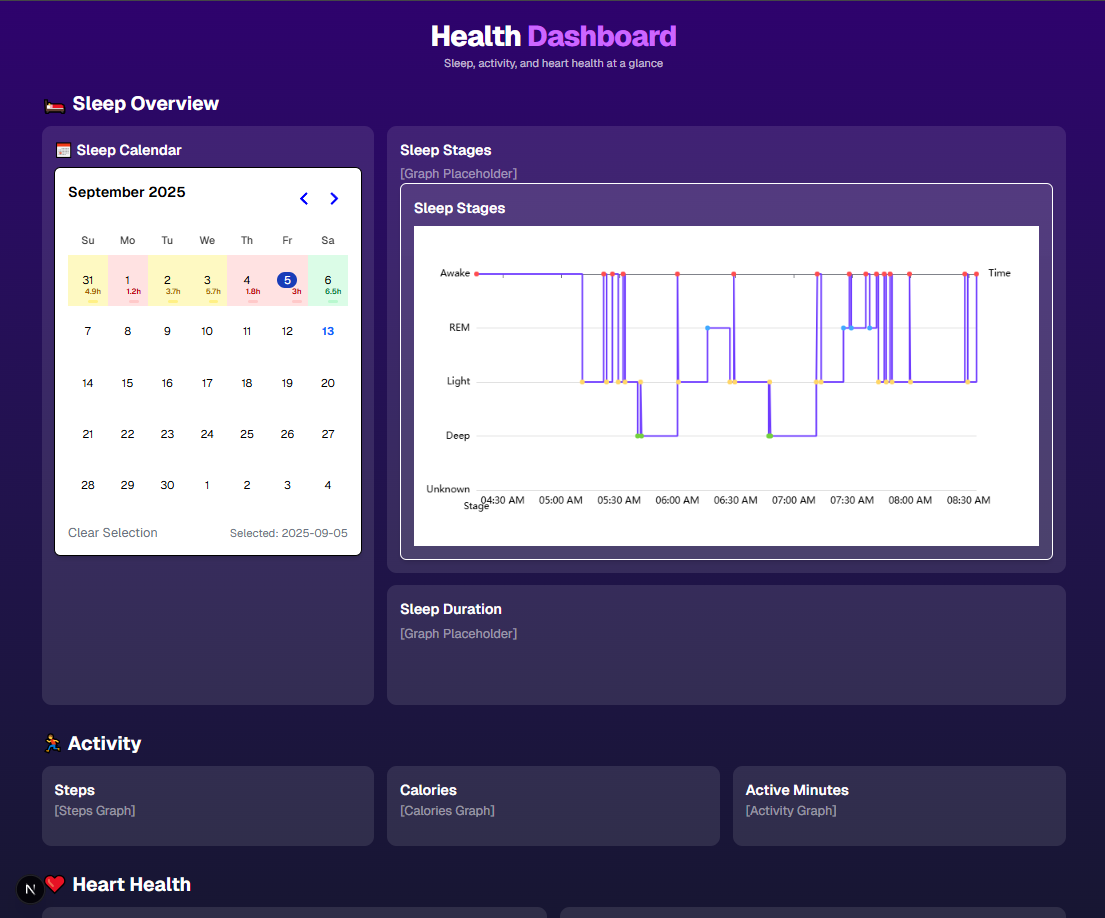 Health Dashboard
Sleep, activity, and heart health at a glance
Sleep Overview
Sleep Calendar
September 2025
Su Mo Tu We Th Fr Sa
31 1 2 3 4 5 6
4.9h 1.2h 3.7h 5.7h 1.8h 3h 6.5h
7 8 9 10 11 12 13
14 15 16 17 18 19 20
21 22 23 24 25 26 27
28 29 30 1 2 3 4
Clear Selection Selected: 2025-09-05
Sleep Stages
[Graph Placeholder]
Sleep Stages
Awake Time
REM
Light
Deep
Unknown
04:30 AM 05:00 AM 05:30 AM 06:00 AM 06:30 AM 07:00 AM 07:30 AM 08:00 AM 08:30 AM
Stage
Sleep Duration
[Graph Placeholder]
Activity
Steps
[Steps Graph]
Calories
[Calories Graph]
Active Minutes
[Activity Graph]
N
Heart Health